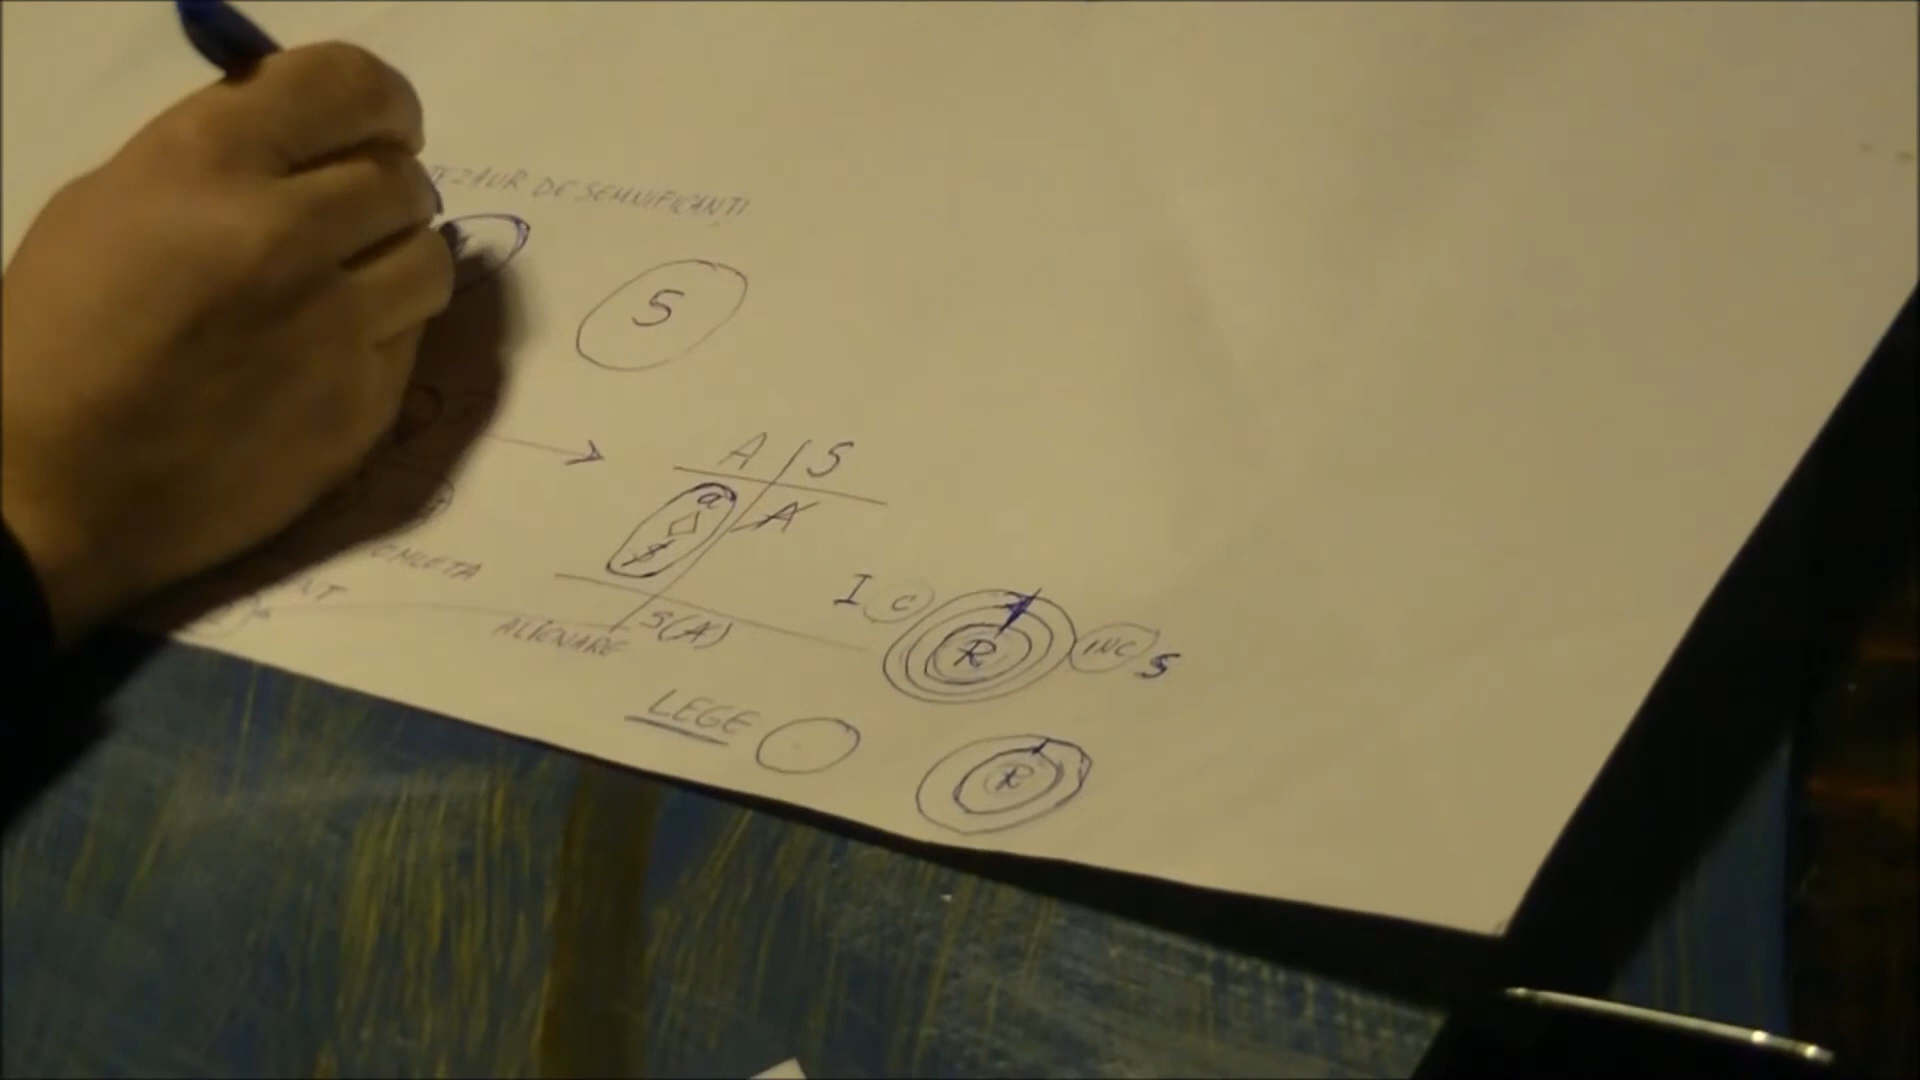 TEZAUR DE SEMNIFICANTI
S
A S
a A̸
◇
$
S(A̸)
ALIENARE
I C R INC S
LEGE
R